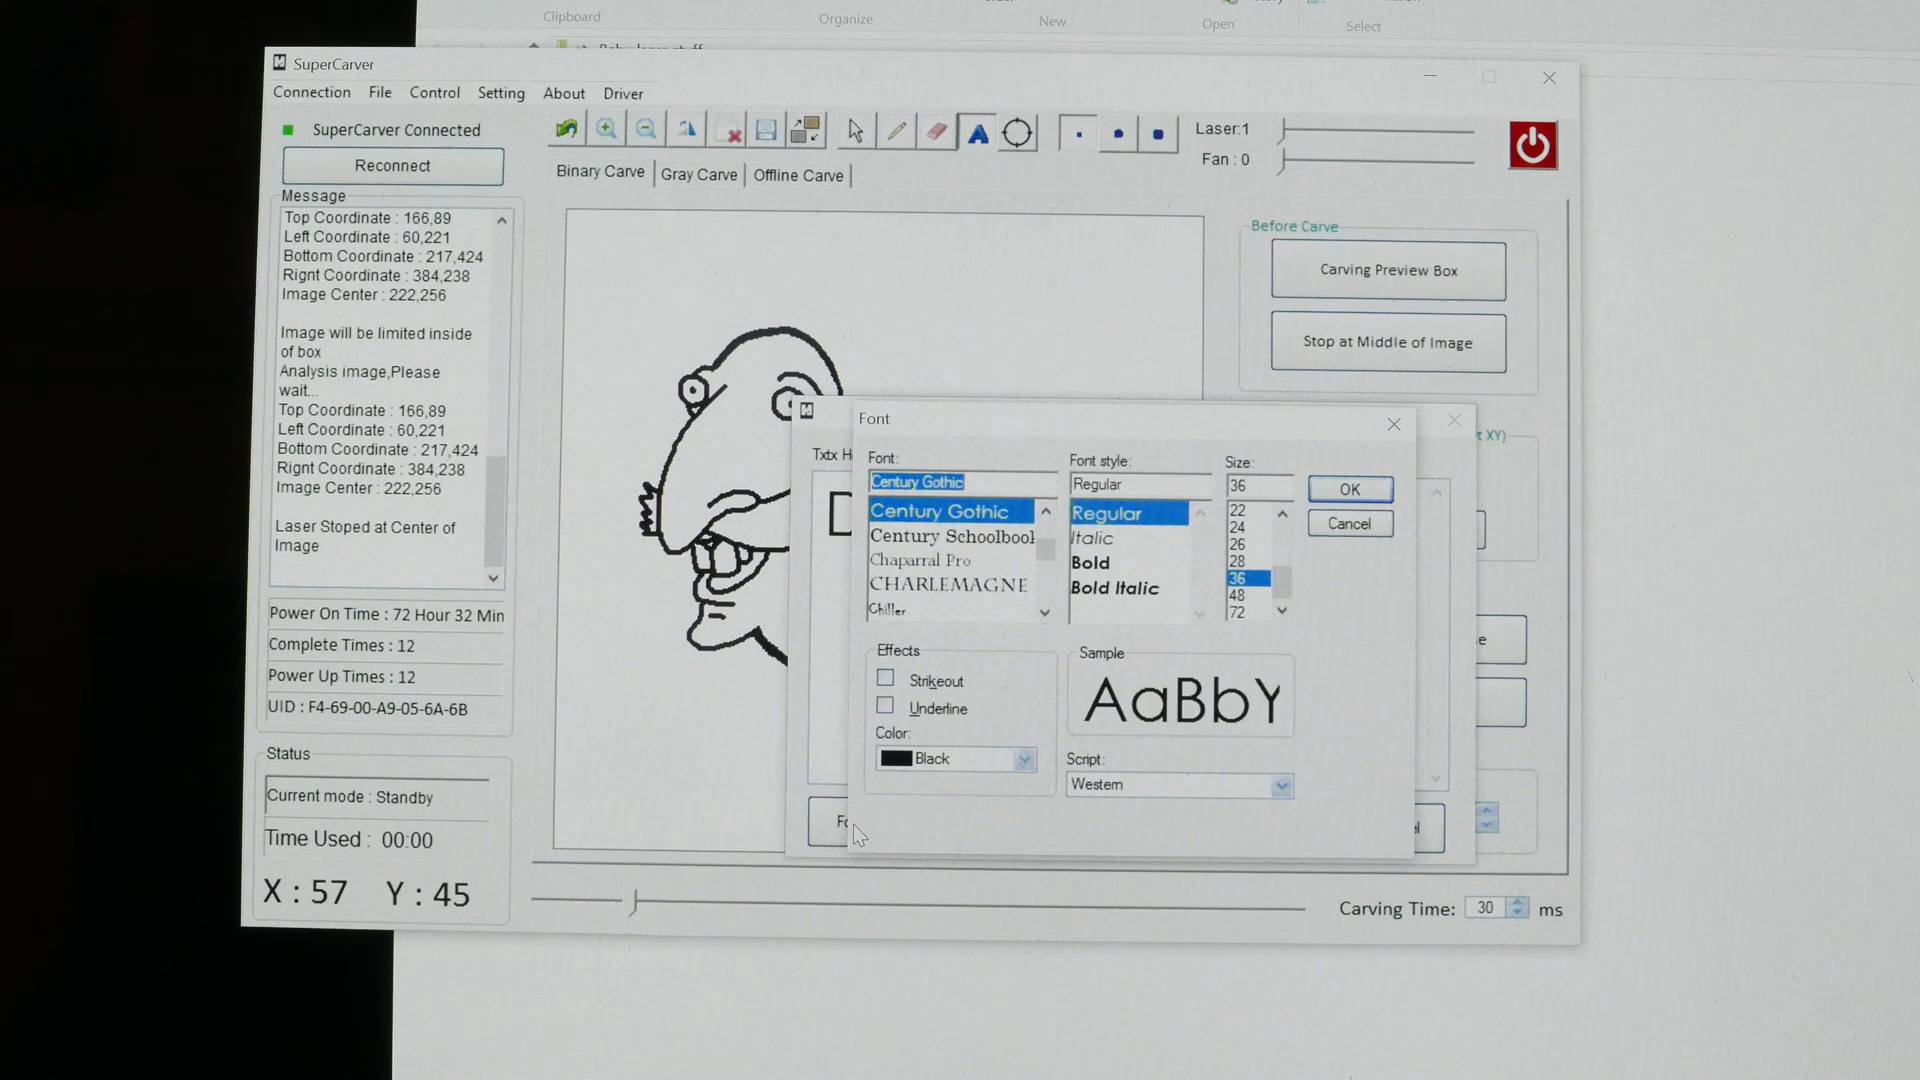 Clipboard
Organize
New
Open
Select
SuperCarver
Connection File Control Setting About Driver
SuperCarver Connected
Reconnect
Message
Top Coordinate : 166,89
Left Coordinate : 60,221
Bottom Coordinate : 217,424
Rignt Coordinate : 384,238
Image Center : 222,256
Image will be limited inside
of box
Analysis image,Please
wait...
Top Coordinate : 166,89
Left Coordinate : 60,221
Bottom Coordinate : 217,424
Rignt Coordinate : 384,238
Image Center : 222,256
Laser Stoped at Center of
Image
Power On Time : 72 Hour 32 Min
Complete Times : 12
Power Up Times : 12
UID : F4-69-00-A9-05-6A-6B
Status
Current mode : Standby
Time Used : 00:00
X : 57 Y : 45
A
Laser:1
Fan : 0
Binary Carve Gray Carve Offline Carve
Before Carve
Carving Preview Box
Stop at Middle of Image
XY)
Txtx
Font
Font:
Century Gothic
Century Gothic
Century Schoolbool
Chaparral Pro
CHARLEMAGNE
Chiller
Font style:
Regular
Regular
Italic
Bold
Bold Italic
Size:
36
22
24
26
28
36
48
72
OK
Cancel
Effects
Strikeout
Underline
Color:
Black
Sample
AaBbY
Script:
Western
Carving Time: 30 ms